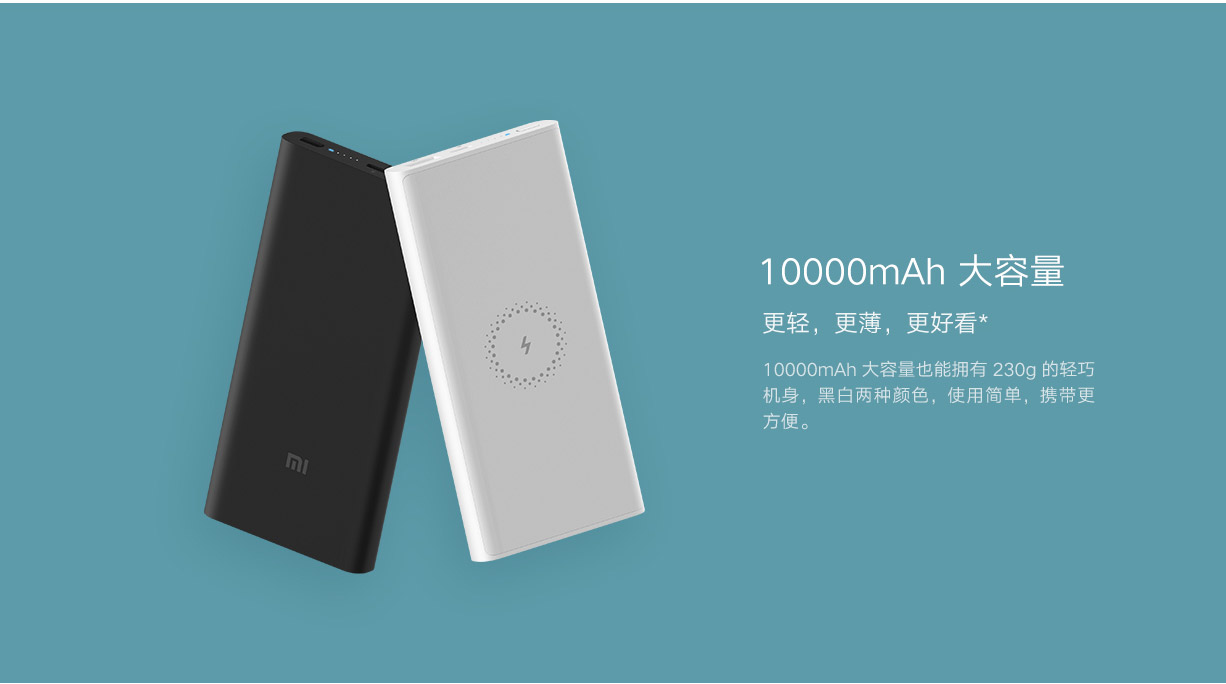 10000mAh 大容量
更轻，更薄，更好看*
10000mAh 大容量也能拥有 230g 的轻巧
机身，黑白两种颜色，使用简单，携带更
方便。
mi